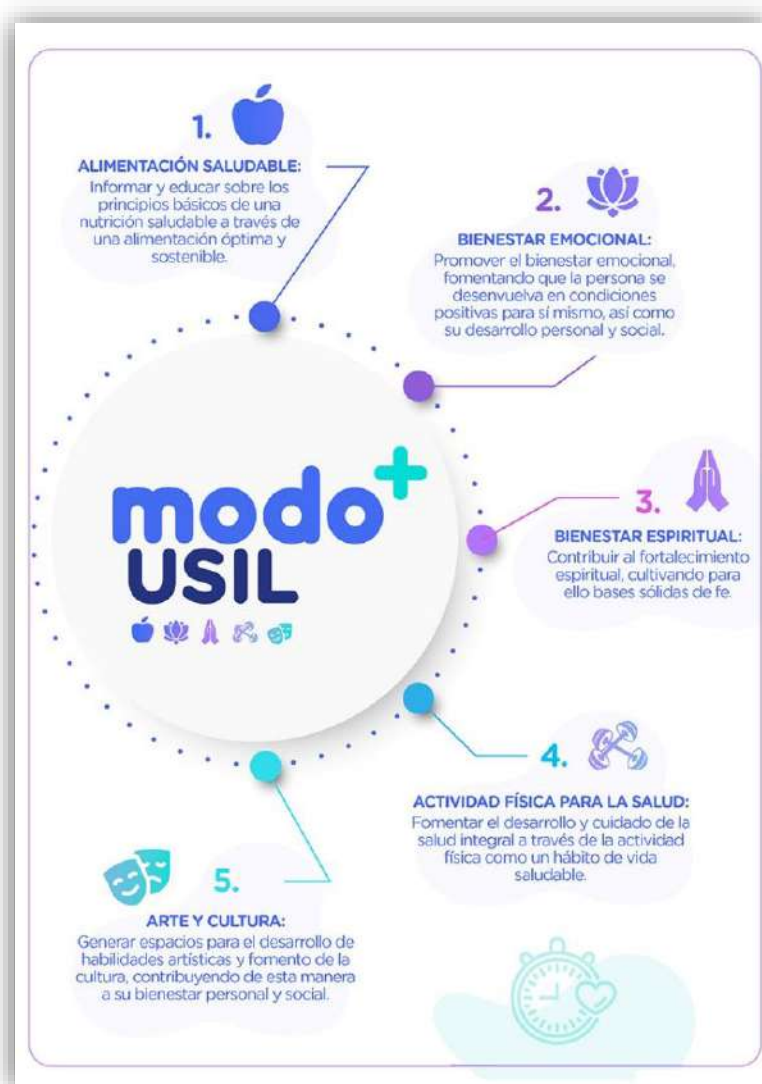 1.
ALIMENTACIÓN SALUDABLE:
Informar y educar sobre los
principios básicos de una
nutrición saludable a través de
una alimentación óptima y
sostenible.
2.
BIENESTAR EMOCIONAL:
Promover el bienestar emocional,
fomentando que la persona se
desenvuelva en condiciones
positivas para sí mismo, así como
su desarrollo personal y social.
modo+
USIL
3.
BIENESTAR ESPIRITUAL:
Contribuir al fortalecimiento
espiritual, cultivando para
ello bases sólidas de fe.
4.
ACTIVIDAD FÍSICA PARA LA SALUD:
Fomentar el desarrollo y cuidado de la
salud integral a través de la actividad
física como un hábito de vida
saludable.
5.
ARTE Y CULTURA:
Generar espacios para el desarrollo de
habilidades artísticas y fomento de la
cultura, contribuyendo de esta manera
a su bienestar personal y social.